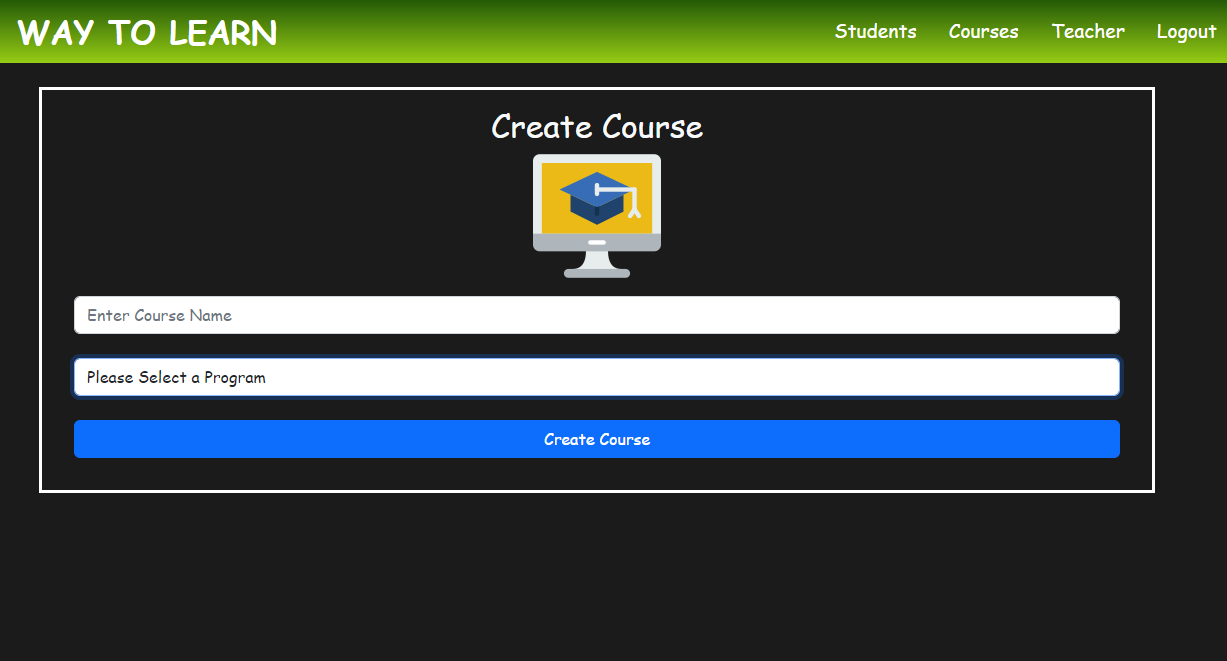 WAY TO LEARN
Students Courses Teacher Logout
Create Course
Enter Course Name
Please Select a Program
Create Course